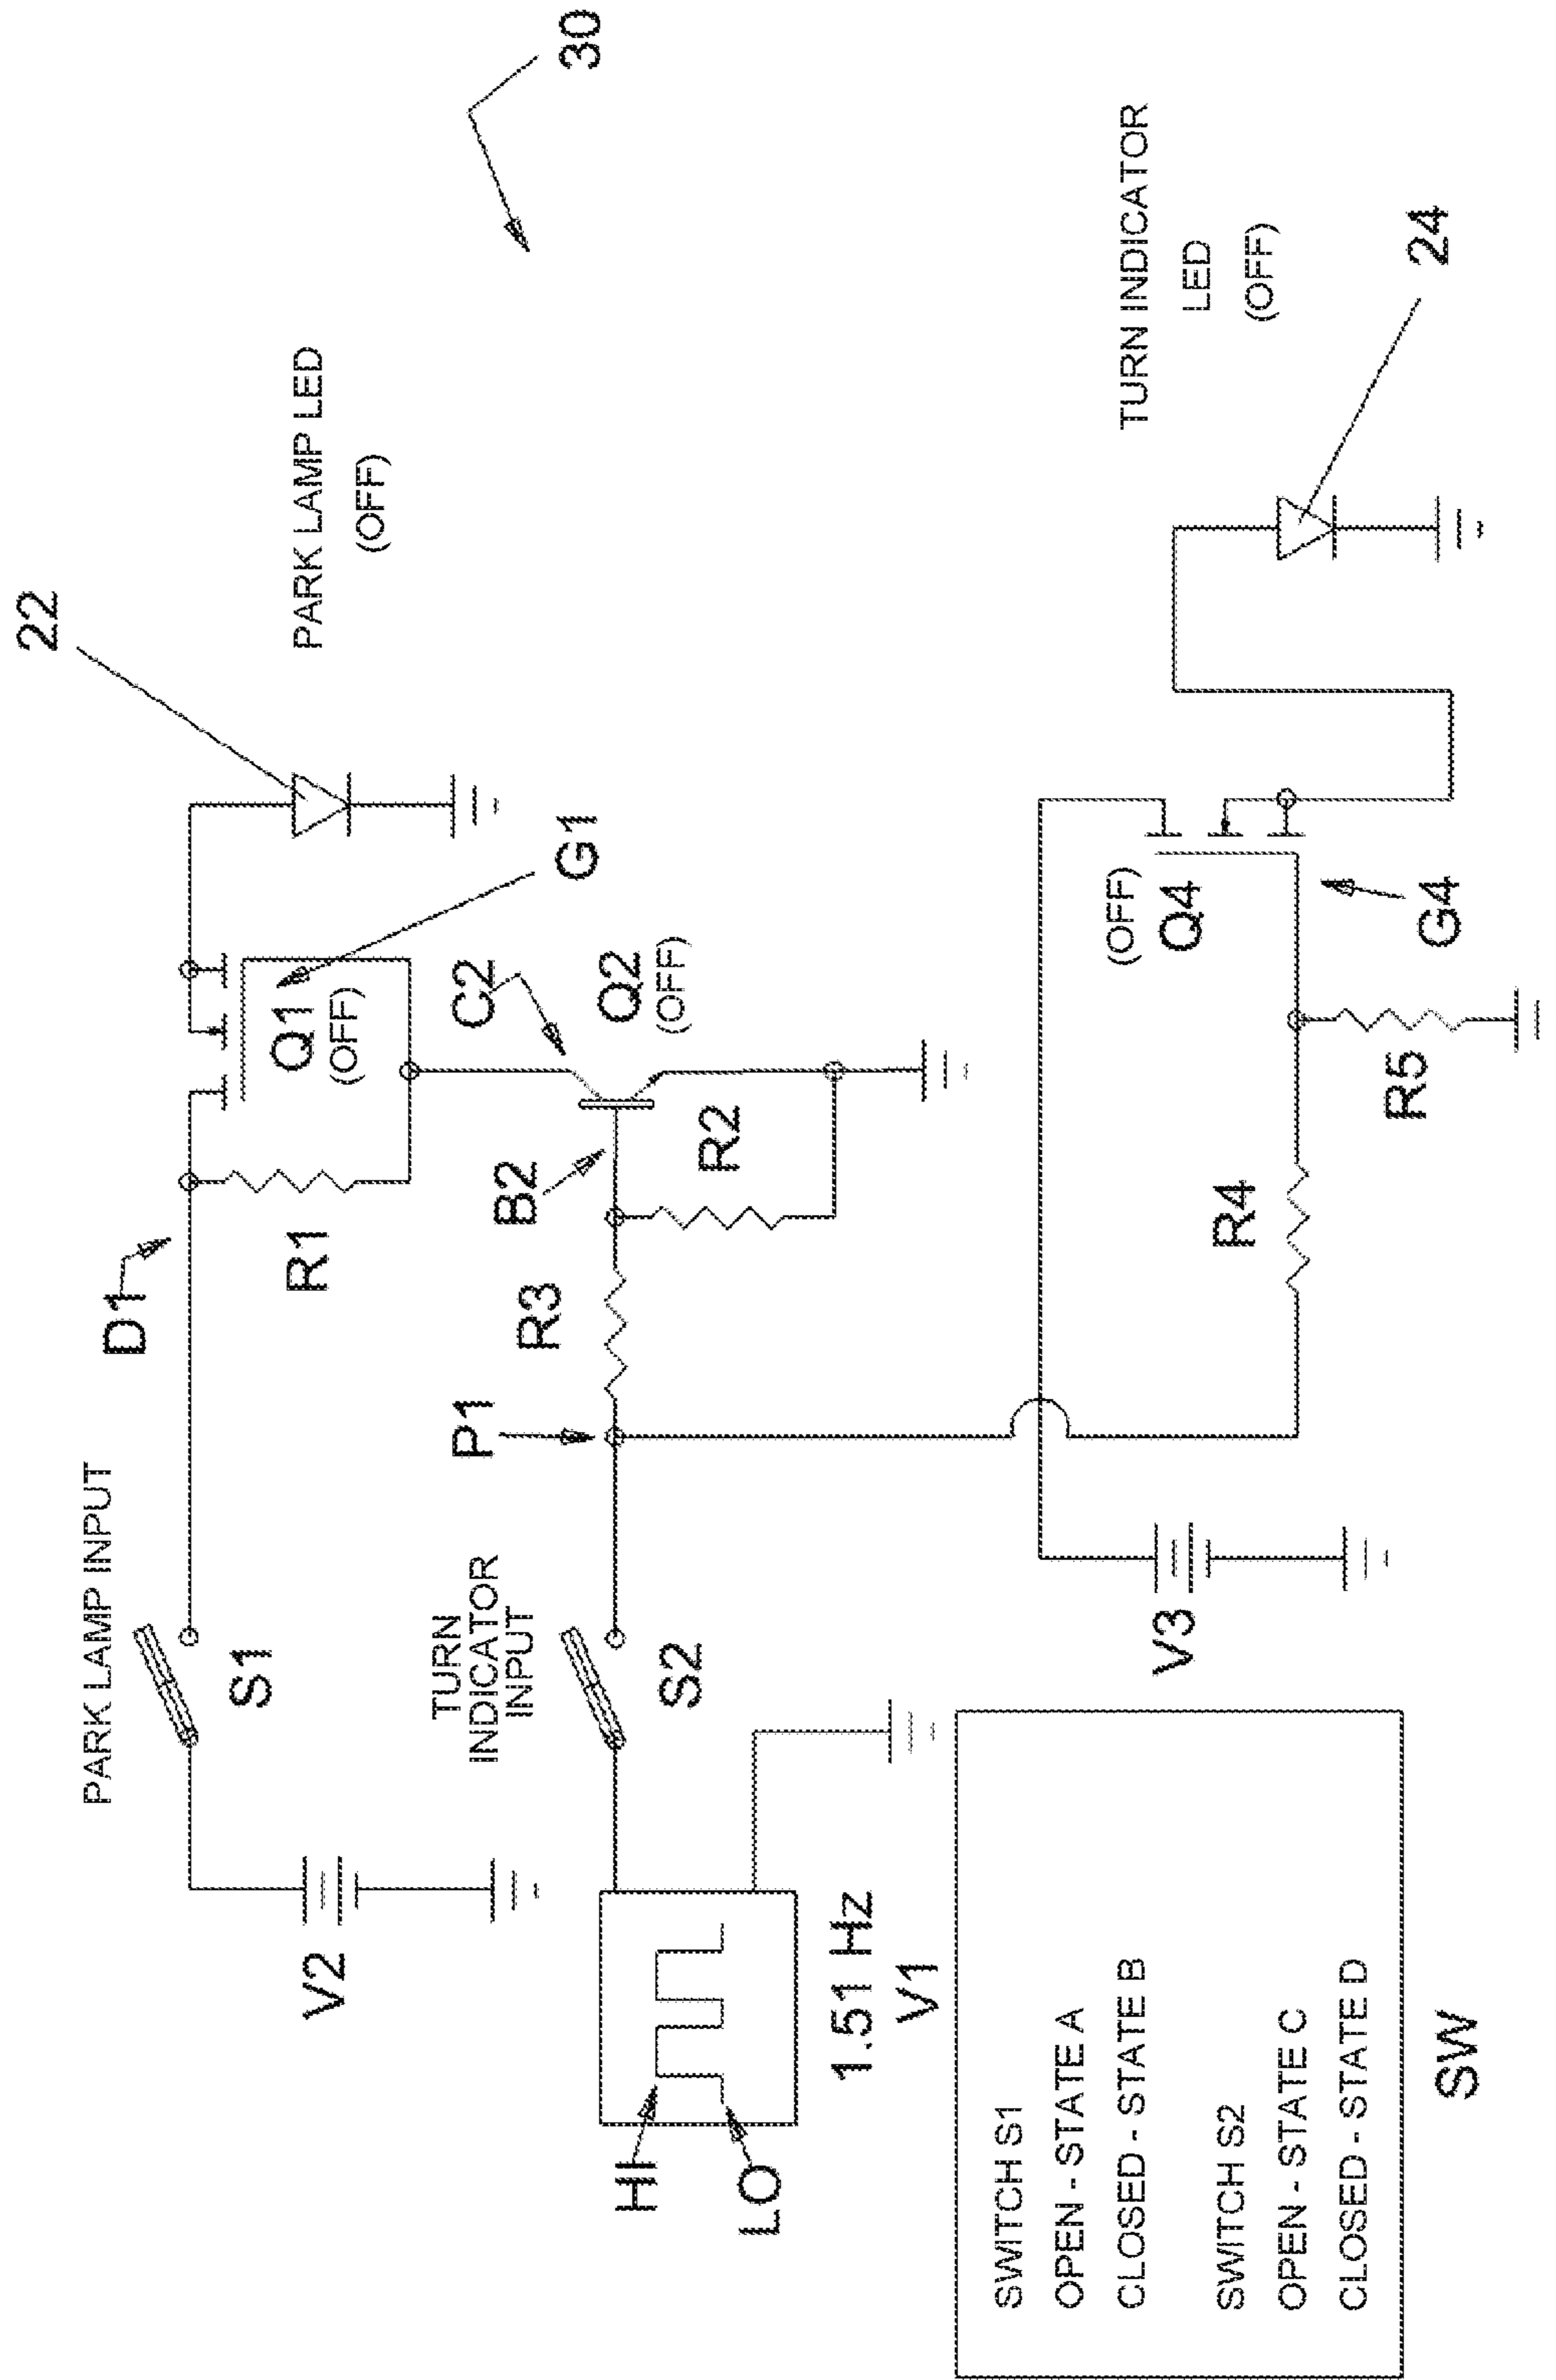 PARK LAMP INPUT
V2
S1
D1
R1
Q1
(OFF)
G1
22
PARK LAMP LED
(OFF)
30
HI
LO
1.51 Hz
V1
TURN
INDICATOR
INPUT
S2
P1
R3
B2
R2
C2
Q2
(OFF)
V3
R4
R5
(OFF)
Q4
G4
TURN INDICATOR
LED
(OFF)
24
SWITCH S1
OPEN - STATE A
CLOSED - STATE B
SWITCH S2
OPEN - STATE C
CLOSED - STATE D
SW